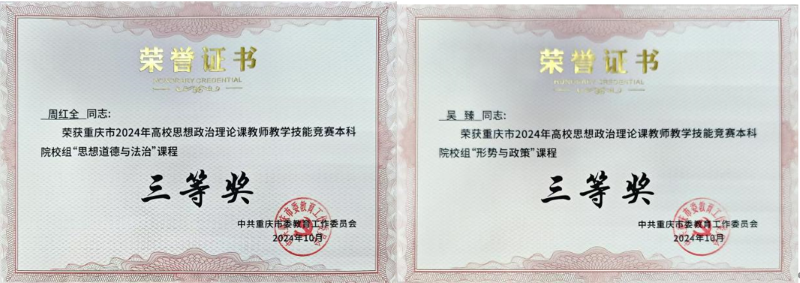 荣誉证书
HONORARY CREDENTIAL
周红全 同志:
荣获重庆市2024年高校思想政治理论课教师教学技能竞赛本科
院校组“思想道德与法治”课程
三等奖
中共重庆市委教育工作委员会
2024年10月
荣誉证书
HONORARY CREDENTIAL
吴 臻 同志:
荣获重庆市2024年高校思想政治理论课教师教学技能竞赛本科
院校组“形势与政策”课程
三等奖
中共重庆市委教育工作委员会
2024年10月